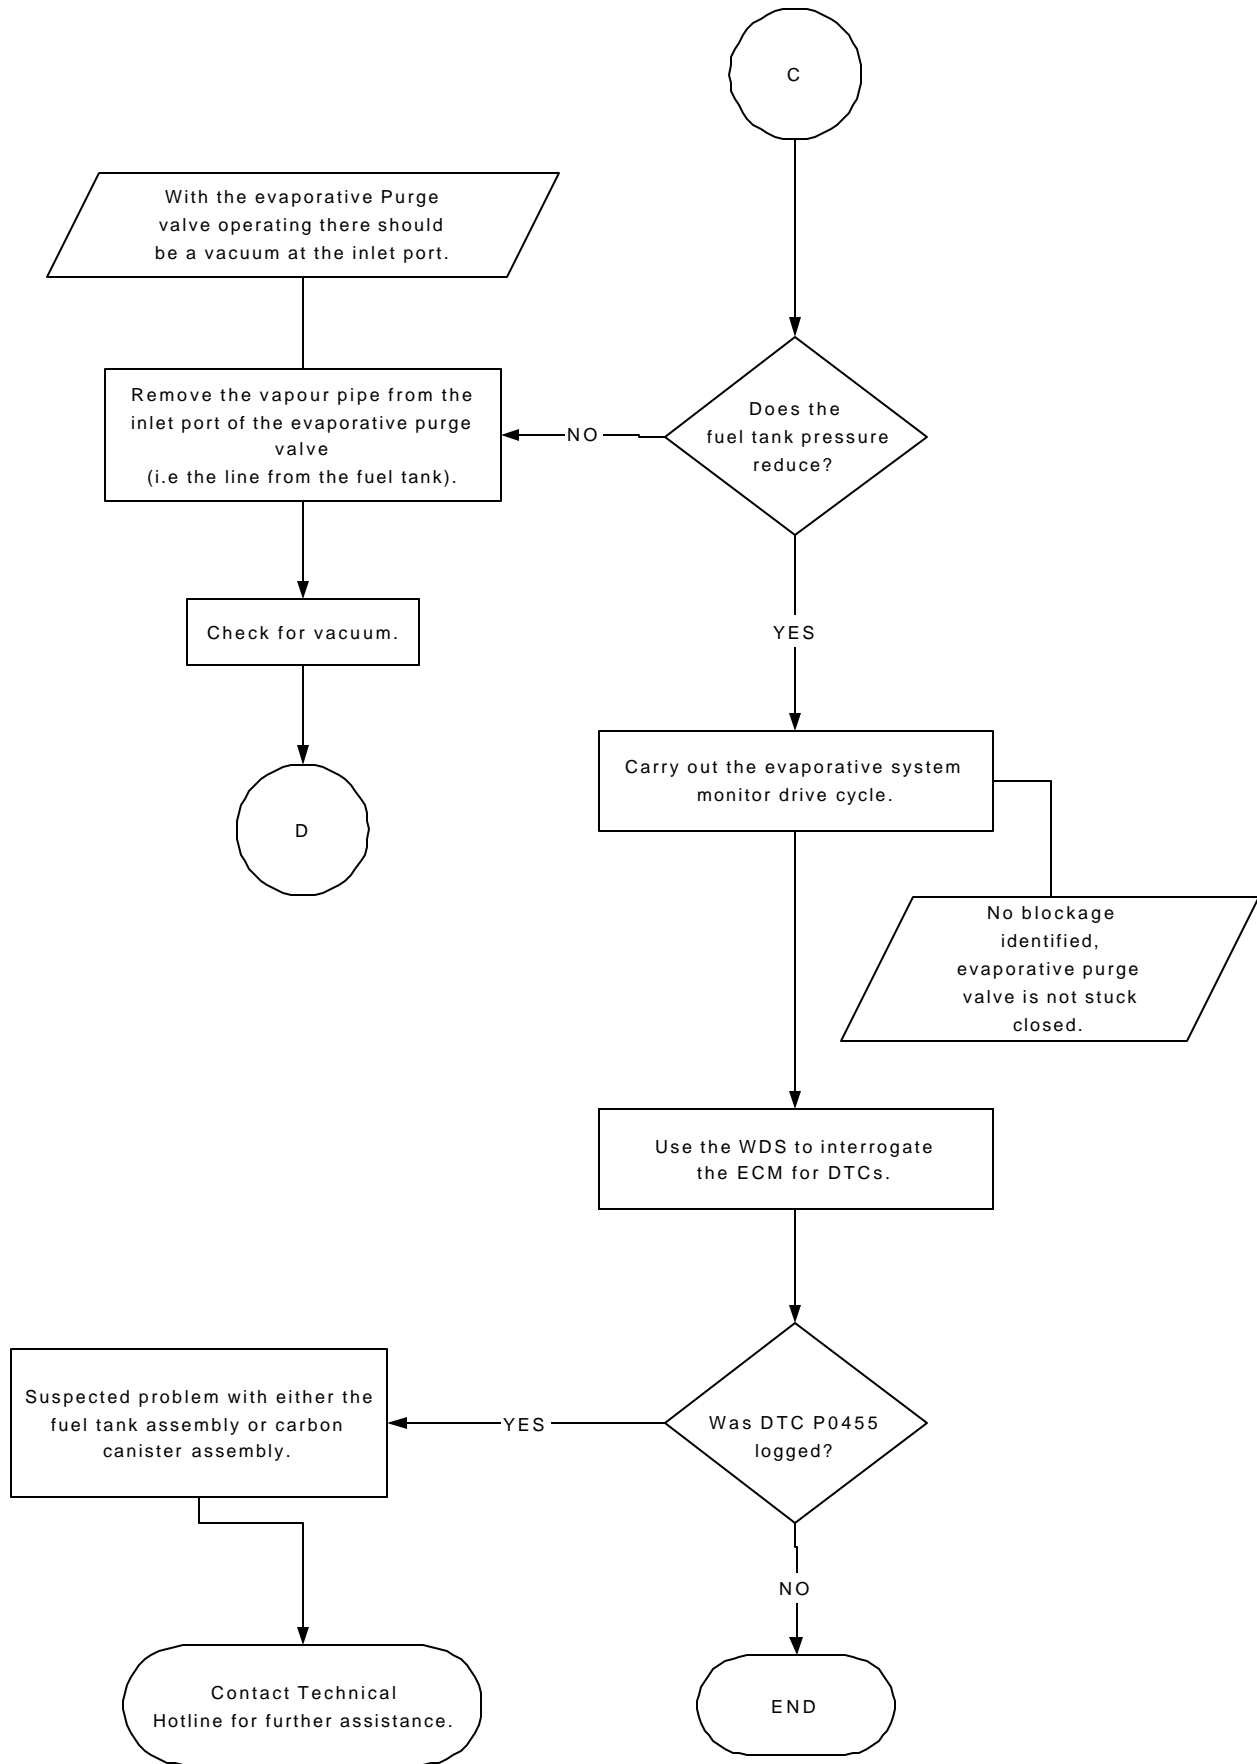 C
With the evaporative Purge
valve operating there should
be a vacuum at the inlet port.
Remove the vapour pipe from the
inlet port of the evaporative purge
valve
(i.e the line from the fuel tank).
NO
Does the
fuel tank pressure
reduce?
Check for vacuum.
YES
D
Carry out the evaporative system
monitor drive cycle.
No blockage
identified,
evaporative purge
valve is not stuck
closed.
Use the WDS to interrogate
the ECM for DTCs.
Suspected problem with either the
fuel tank assembly or carbon
canister assembly.
YES
Was DTC P0455
logged?
NO
Contact Technical
Hotline for further assistance.
END